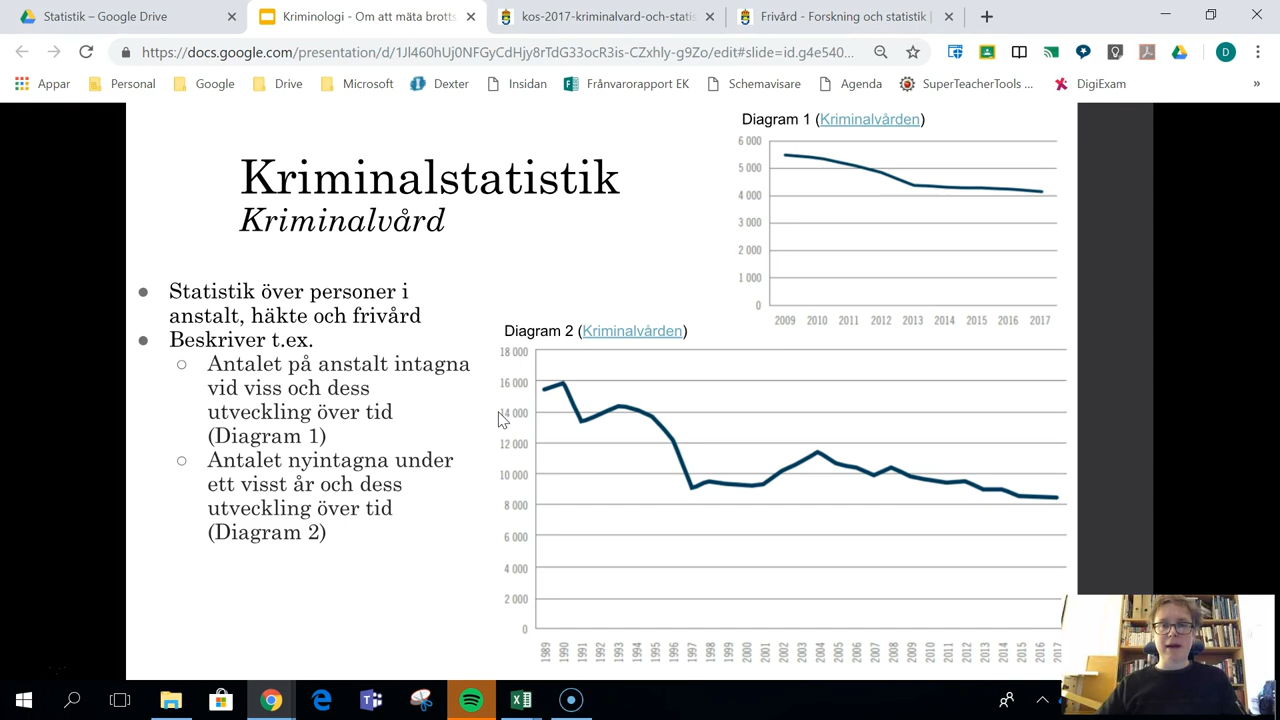 Statistik – Google Drive
Kriminologi - Om att mäta brotts
kos-2017-kriminalvard-och-statis
Frivård - Forskning och statistik |
https://docs.google.com/presentation/d/1Jl460hUj0NFGyCdHjy8rTdG33ocR3is-CZxhly-g9Zo/edit#slide=id.g4e540...
D
Appar
Personal
Google
Drive
Microsoft
Dexter
Insidan
Frånvarorapport EK
Schemavisare
Agenda
SuperTeacherTools ...
DigiExam
»
Kriminalstatistik
Kriminalvård
● Statistik över personer i
anstalt, häkte och frivård
● Beskriver t.ex.
○ Antalet på anstalt intagna
vid viss och dess
utveckling över tid
(Diagram 1)
○ Antalet nyintagna under
ett visst år och dess
utveckling över tid
(Diagram 2)
Diagram 1 (Kriminalvården)
6 000
5 000
4 000
3 000
2 000
1 000
0
2009 2010 2011 2012 2013 2014 2015 2016 2017
Diagram 2 (Kriminalvården)
18 000
16 000
14 000
12 000
10 000
8 000
6 000
4 000
2 000
0
1989 1990 1991 1992 1993 1994 1995 1996 1997 1998 1999 2000 2001 2002 2003 2004 2005 2006 2007 2008 2009 2010 2011 2012 2013 2014 2015 2016 2017